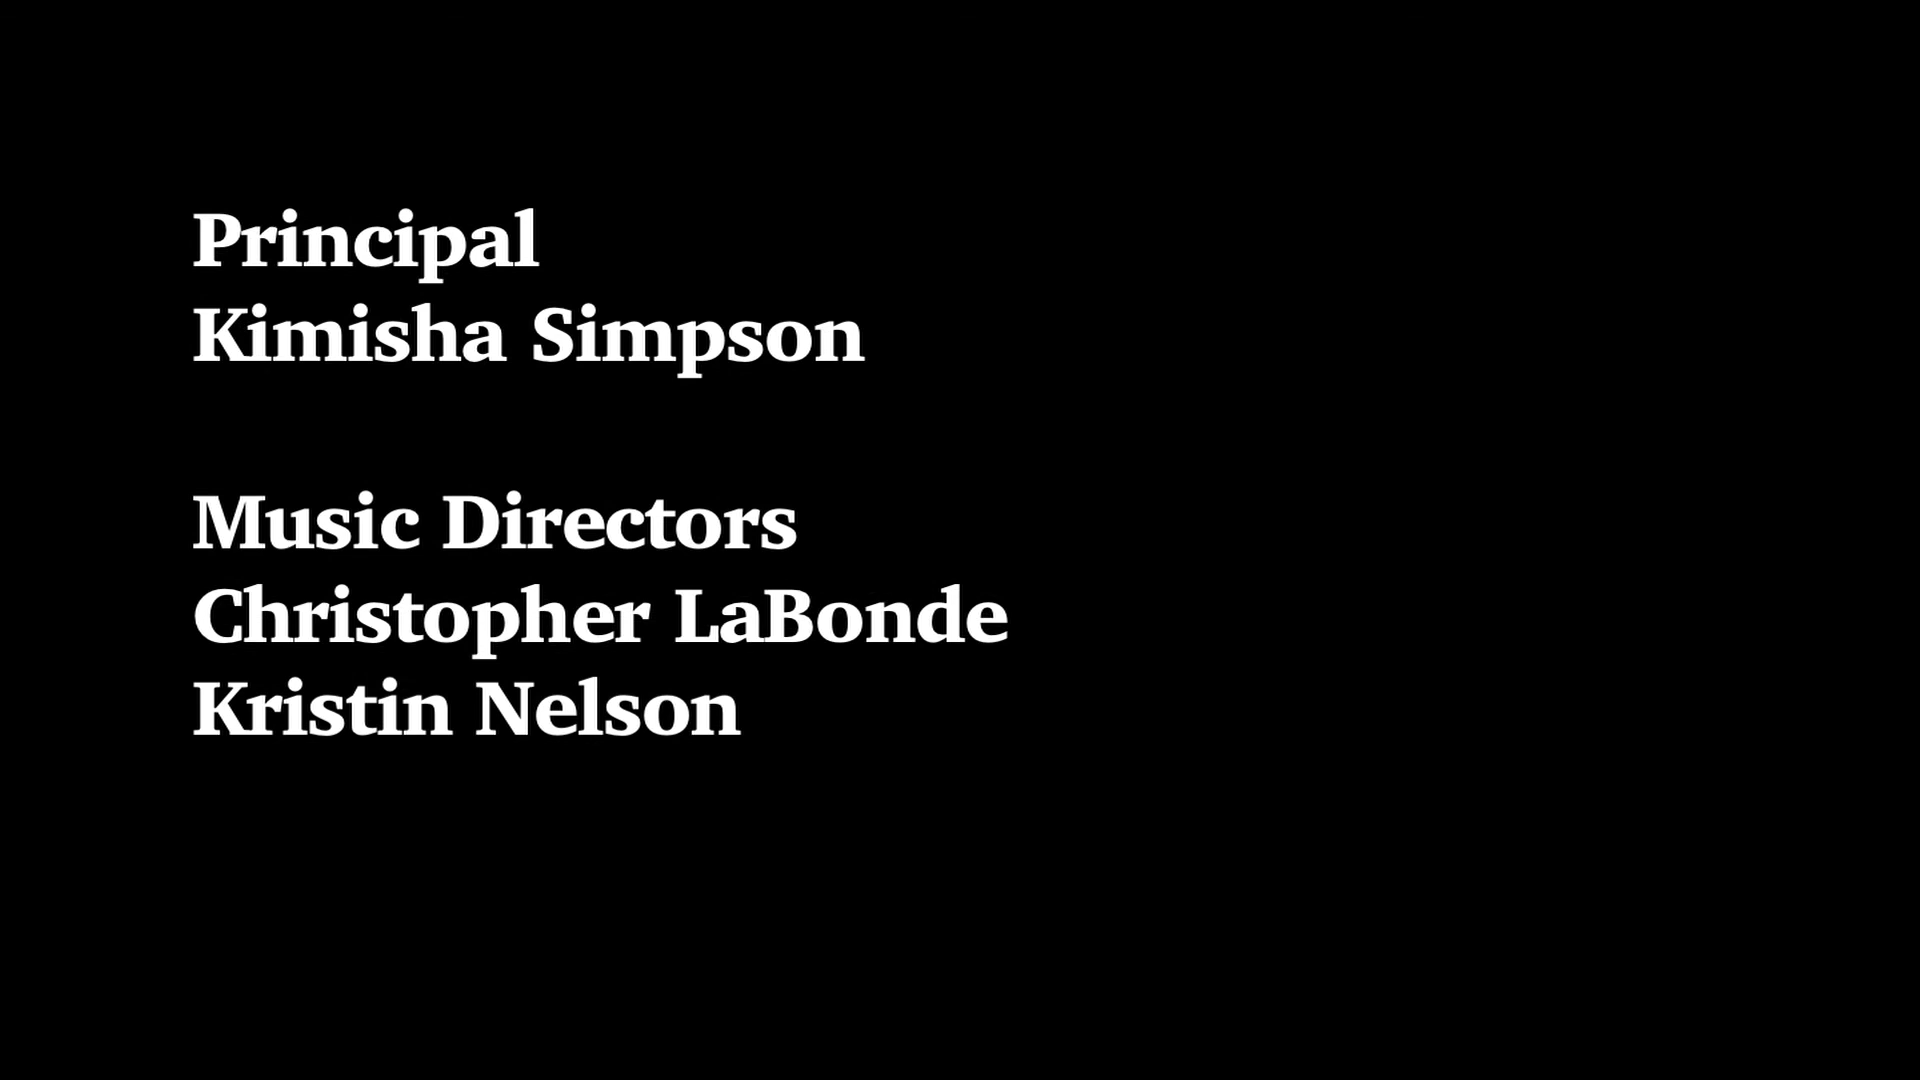 Principal
Kimisha Simpson
Music Directors
Christopher LaBonde
Kristin Nelson